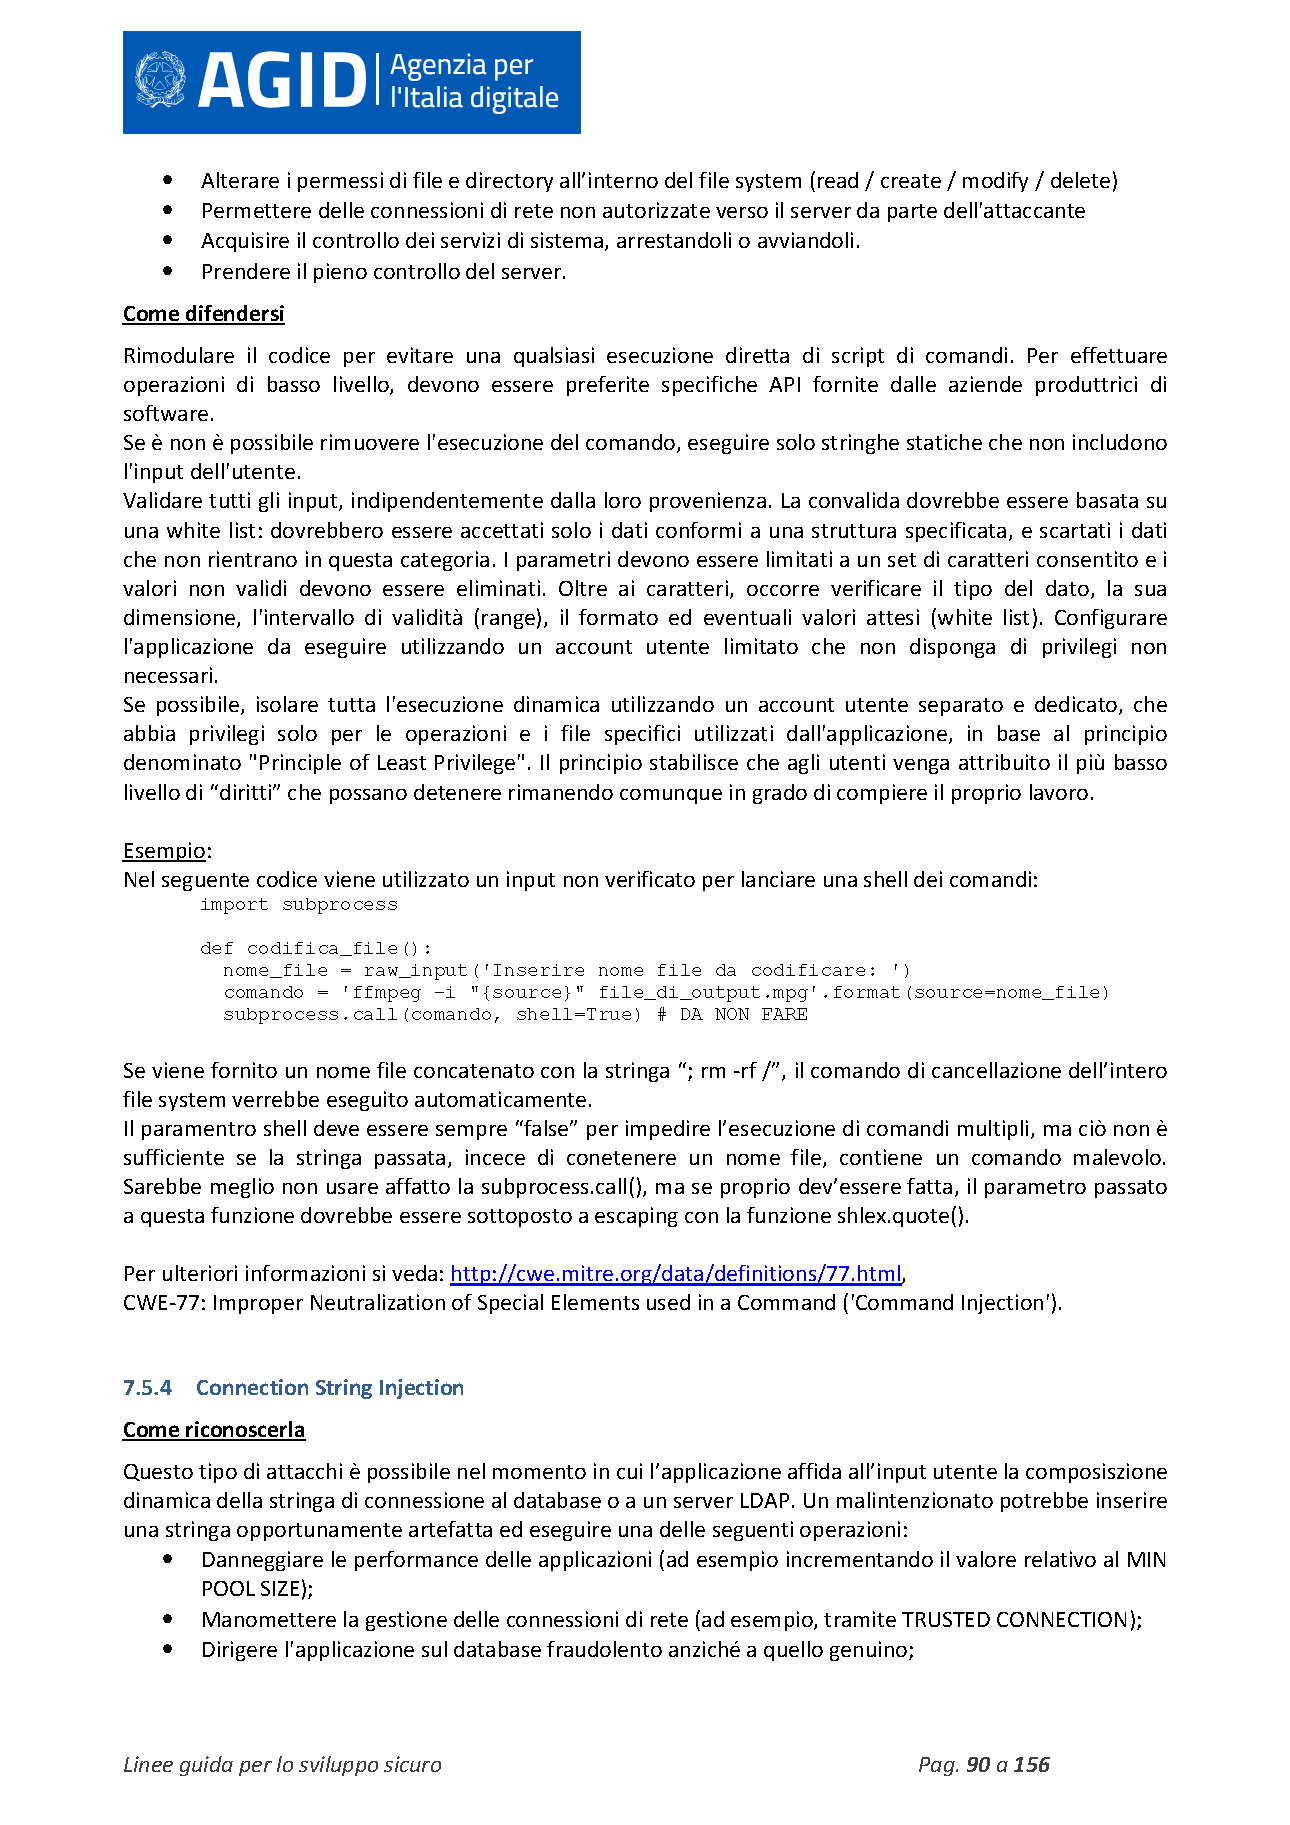 AGID Agenzia per
l'Italia digitale
• Alterare i permessi di file e directory all’interno del file system (read / create / modify / delete)
• Permettere delle connessioni di rete non autorizzate verso il server da parte dell'attaccante
• Acquisire il controllo dei servizi di sistema, arrestandoli o avviandoli.
• Prendere il pieno controllo del server.
Come difendersi
Rimodulare il codice per evitare una qualsiasi esecuzione diretta di script di comandi. Per effettuare
operazioni di basso livello, devono essere preferite specifiche API fornite dalle aziende produttrici di
software.
Se è non è possibile rimuovere l'esecuzione del comando, eseguire solo stringhe statiche che non includono
l'input dell'utente.
Validare tutti gli input, indipendentemente dalla loro provenienza. La convalida dovrebbe essere basata su
una white list: dovrebbero essere accettati solo i dati conformi a una struttura specificata, e scartati i dati
che non rientrano in questa categoria. I parametri devono essere limitati a un set di caratteri consentito e i
valori non validi devono essere eliminati. Oltre ai caratteri, occorre verificare il tipo del dato, la sua
dimensione, l'intervallo di validità (range), il formato ed eventuali valori attesi (white list). Configurare
l'applicazione da eseguire utilizzando un account utente limitato che non disponga di privilegi non
necessari.
Se possibile, isolare tutta l'esecuzione dinamica utilizzando un account utente separato e dedicato, che
abbia privilegi solo per le operazioni e i file specifici utilizzati dall'applicazione, in base al principio
denominato "Principle of Least Privilege". Il principio stabilisce che agli utenti venga attribuito il più basso
livello di “diritti” che possano detenere rimanendo comunque in grado di compiere il proprio lavoro.
Esempio:
Nel seguente codice viene utilizzato un input non verificato per lanciare una shell dei comandi:
import subprocess
def codifica_file():
nome_file = raw_input('Inserire nome file da codificare: ')
comando = 'ffmpeg –i "{source}" file_di_output.mpg'.format(source=nome_file)
subprocess.call(comando, shell=True) # DA NON FARE
Se viene fornito un nome file concatenato con la stringa “; rm -rf /”, il comando di cancellazione dell’intero
file system verrebbe eseguito automaticamente.
Il paramentro shell deve essere sempre “false” per impedire l’esecuzione di comandi multipli, ma ciò non è
sufficiente se la stringa passata, incece di conetenere un nome file, contiene un comando malevolo.
Sarebbe meglio non usare affatto la subprocess.call(), ma se proprio dev’essere fatta, il parametro passato
a questa funzione dovrebbe essere sottoposto a escaping con la funzione shlex.quote().
Per ulteriori informazioni si veda: http://cwe.mitre.org/data/definitions/77.html,
CWE-77: Improper Neutralization of Special Elements used in a Command ('Command Injection').
7.5.4 Connection String Injection
Come riconoscerla
Questo tipo di attacchi è possibile nel momento in cui l’applicazione affida all’input utente la composiszione
dinamica della stringa di connessione al database o a un server LDAP. Un malintenzionato potrebbe inserire
una stringa opportunamente artefatta ed eseguire una delle seguenti operazioni:
• Danneggiare le performance delle applicazioni (ad esempio incrementando il valore relativo al MIN
POOL SIZE);
• Manomettere la gestione delle connessioni di rete (ad esempio, tramite TRUSTED CONNECTION);
• Dirigere l'applicazione sul database fraudolento anziché a quello genuino;
Linee guida per lo sviluppo sicuro Pag. 90 a 156